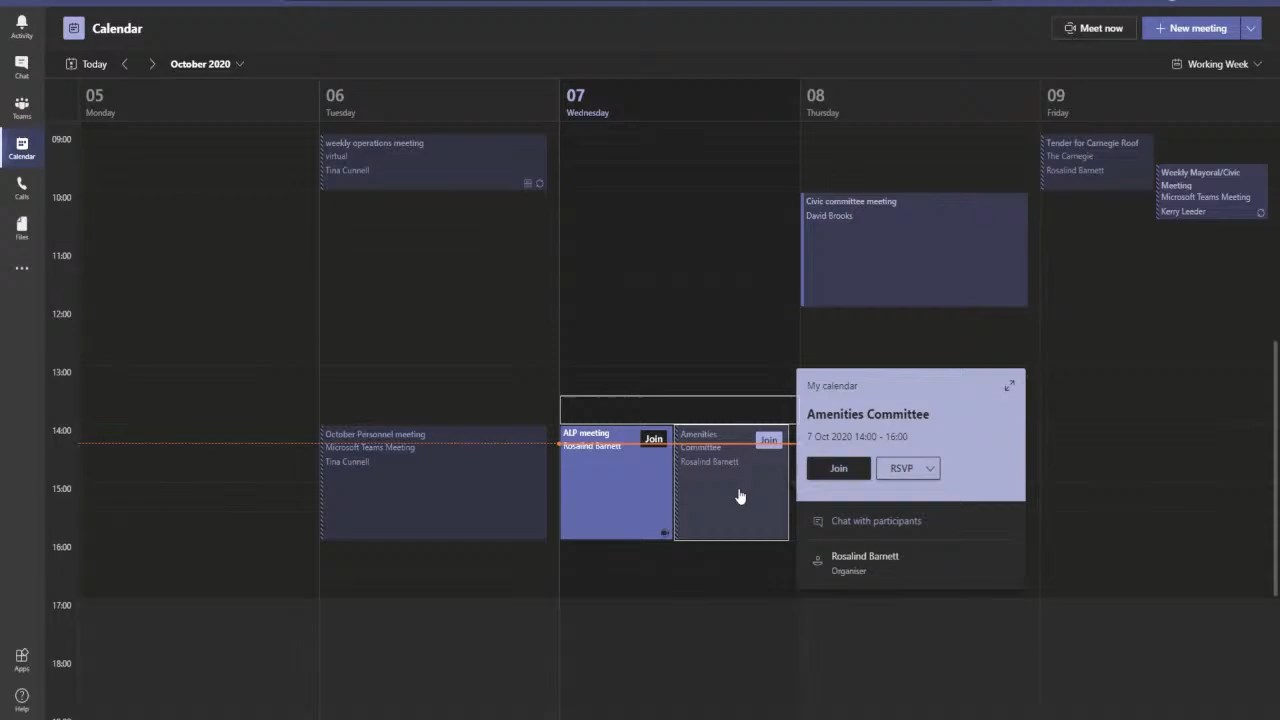 Calendar
Meet now
New meeting
Today
October 2020
Working Week
Activity
Chat
Teams
Calendar
Calls
Files
Apps
Help
05
Monday
06
Tuesday
07
Wednesday
08
Thursday
09
Friday
09:00
10:00
11:00
12:00
13:00
14:00
15:00
16:00
17:00
18:00
weekly operations meeting
virtual
Tina Cunnell
October Personnel meeting
Microsoft Teams Meeting
Tina Cunnell
ALP meeting
Join
Rosalind Barnett
Amenities
Committee
Join
Rosalind Barnett
Civic committee meeting
David Brooks
Tender for Carnegie Roof
The Carnegie
Rosalind Barnett
Weekly Mayoral/Civic
Meeting
Microsoft Teams Meeting
Kerry Leeder
My calendar
Amenities Committee
7 Oct 2020 14:00 - 16:00
Join
RSVP
Chat with participants
Rosalind Barnett
Organiser